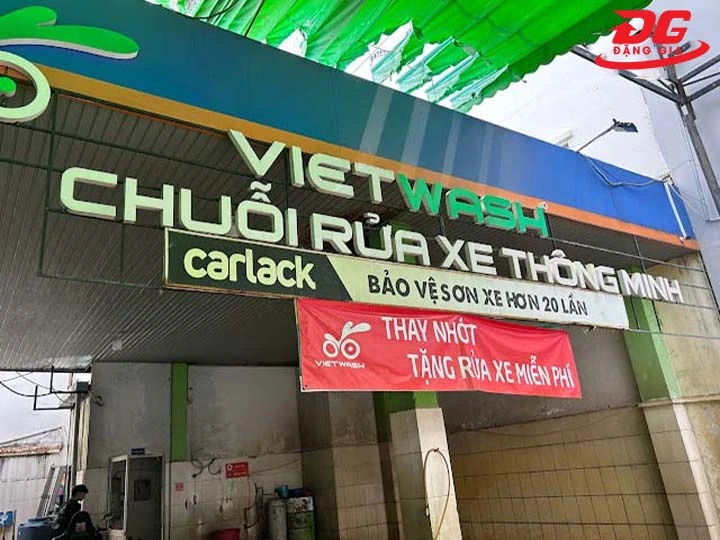 ĐG
ĐẶNG GIA
VIETWASH
CHUỖI RỬA XE THÔNG MINH
carlack
BẢO VỆ SƠN XE HƠN 20 LẦN
THAY NHỚT
TẶNG RỬA XE MIỄN PHÍ
VIETWASH